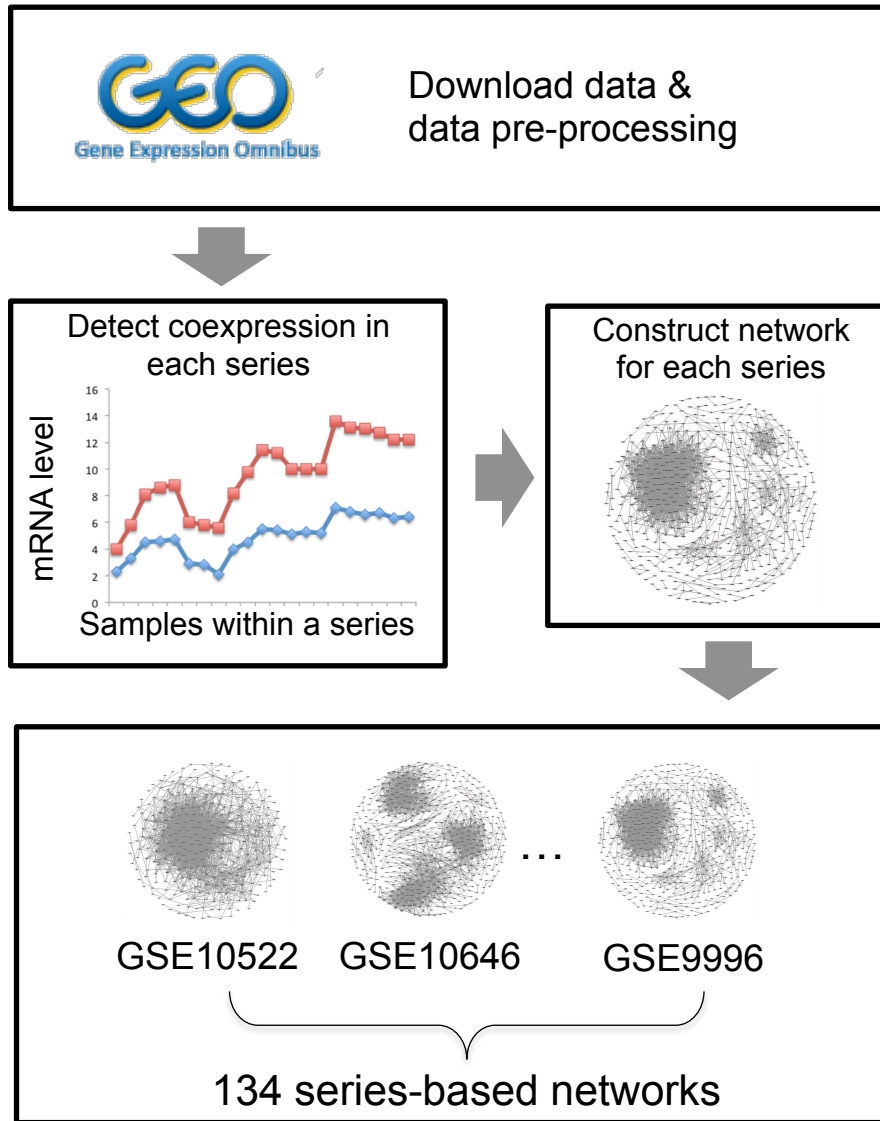 GEO
Gene Expression Omnibus
Download data &
data pre-processing
Detect coexpression in
each series
mRNA level
16
14
12
10
8
6
4
2
0
Samples within a series
Construct network
for each series
...
GSE10522
GSE10646
GSE9996
134 series-based networks